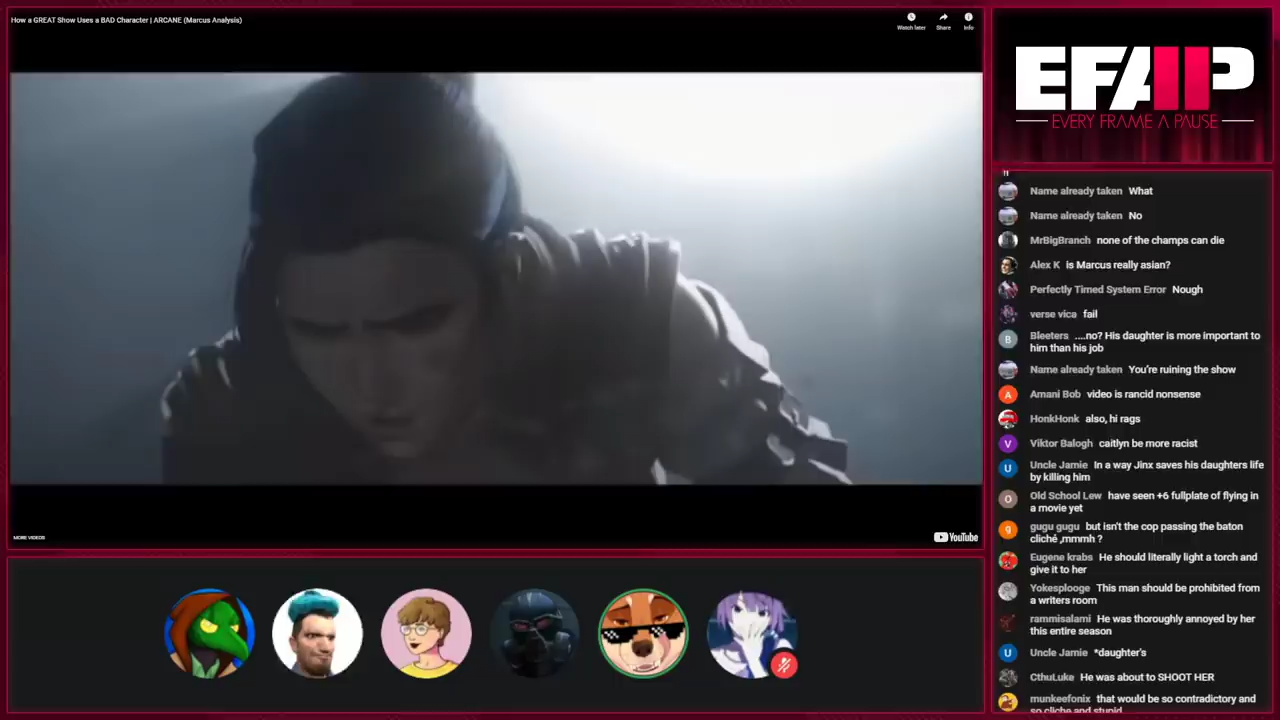 How a GREAT Show Uses a BAD Character | ARCANE (Marcus Analysis)
Watch later
Share
Info
MORE VIDEOS
YouTube
EFAP
EVERY FRAME A PAUSE
Name already taken What
Name already taken No
MrBigBranch none of the champs can die
Alex K is Marcus really asian?
Perfectly Timed System Error Nough
verse vica fail
B
Bleeters ....no? His daughter is more important to
him than his job
Name already taken You're ruining the show
A
Amani Bob video is rancid nonsense
HonkHonk also, hi rags
V
Viktor Balogh caitlyn be more racist
U
Uncle Jamie In a way Jinx saves his daughters life
by killing him
O
Old School Lew have seen +6 fullplate of flying in
a movie yet
g
gugu gugu but isn't the cop passing the baton
cliché ,mmmh ?
Eugene krabs He should literally light a torch and
give it to her
Yokesplooge This man should be prohibited from
a writers room
rammisalami He was thoroughly annoyed by her
this entire season
U
Uncle Jamie *daughter's
CthuLuke He was about to SHOOT HER
munkeefonix that would be so contradictory and
so cliche and stupid